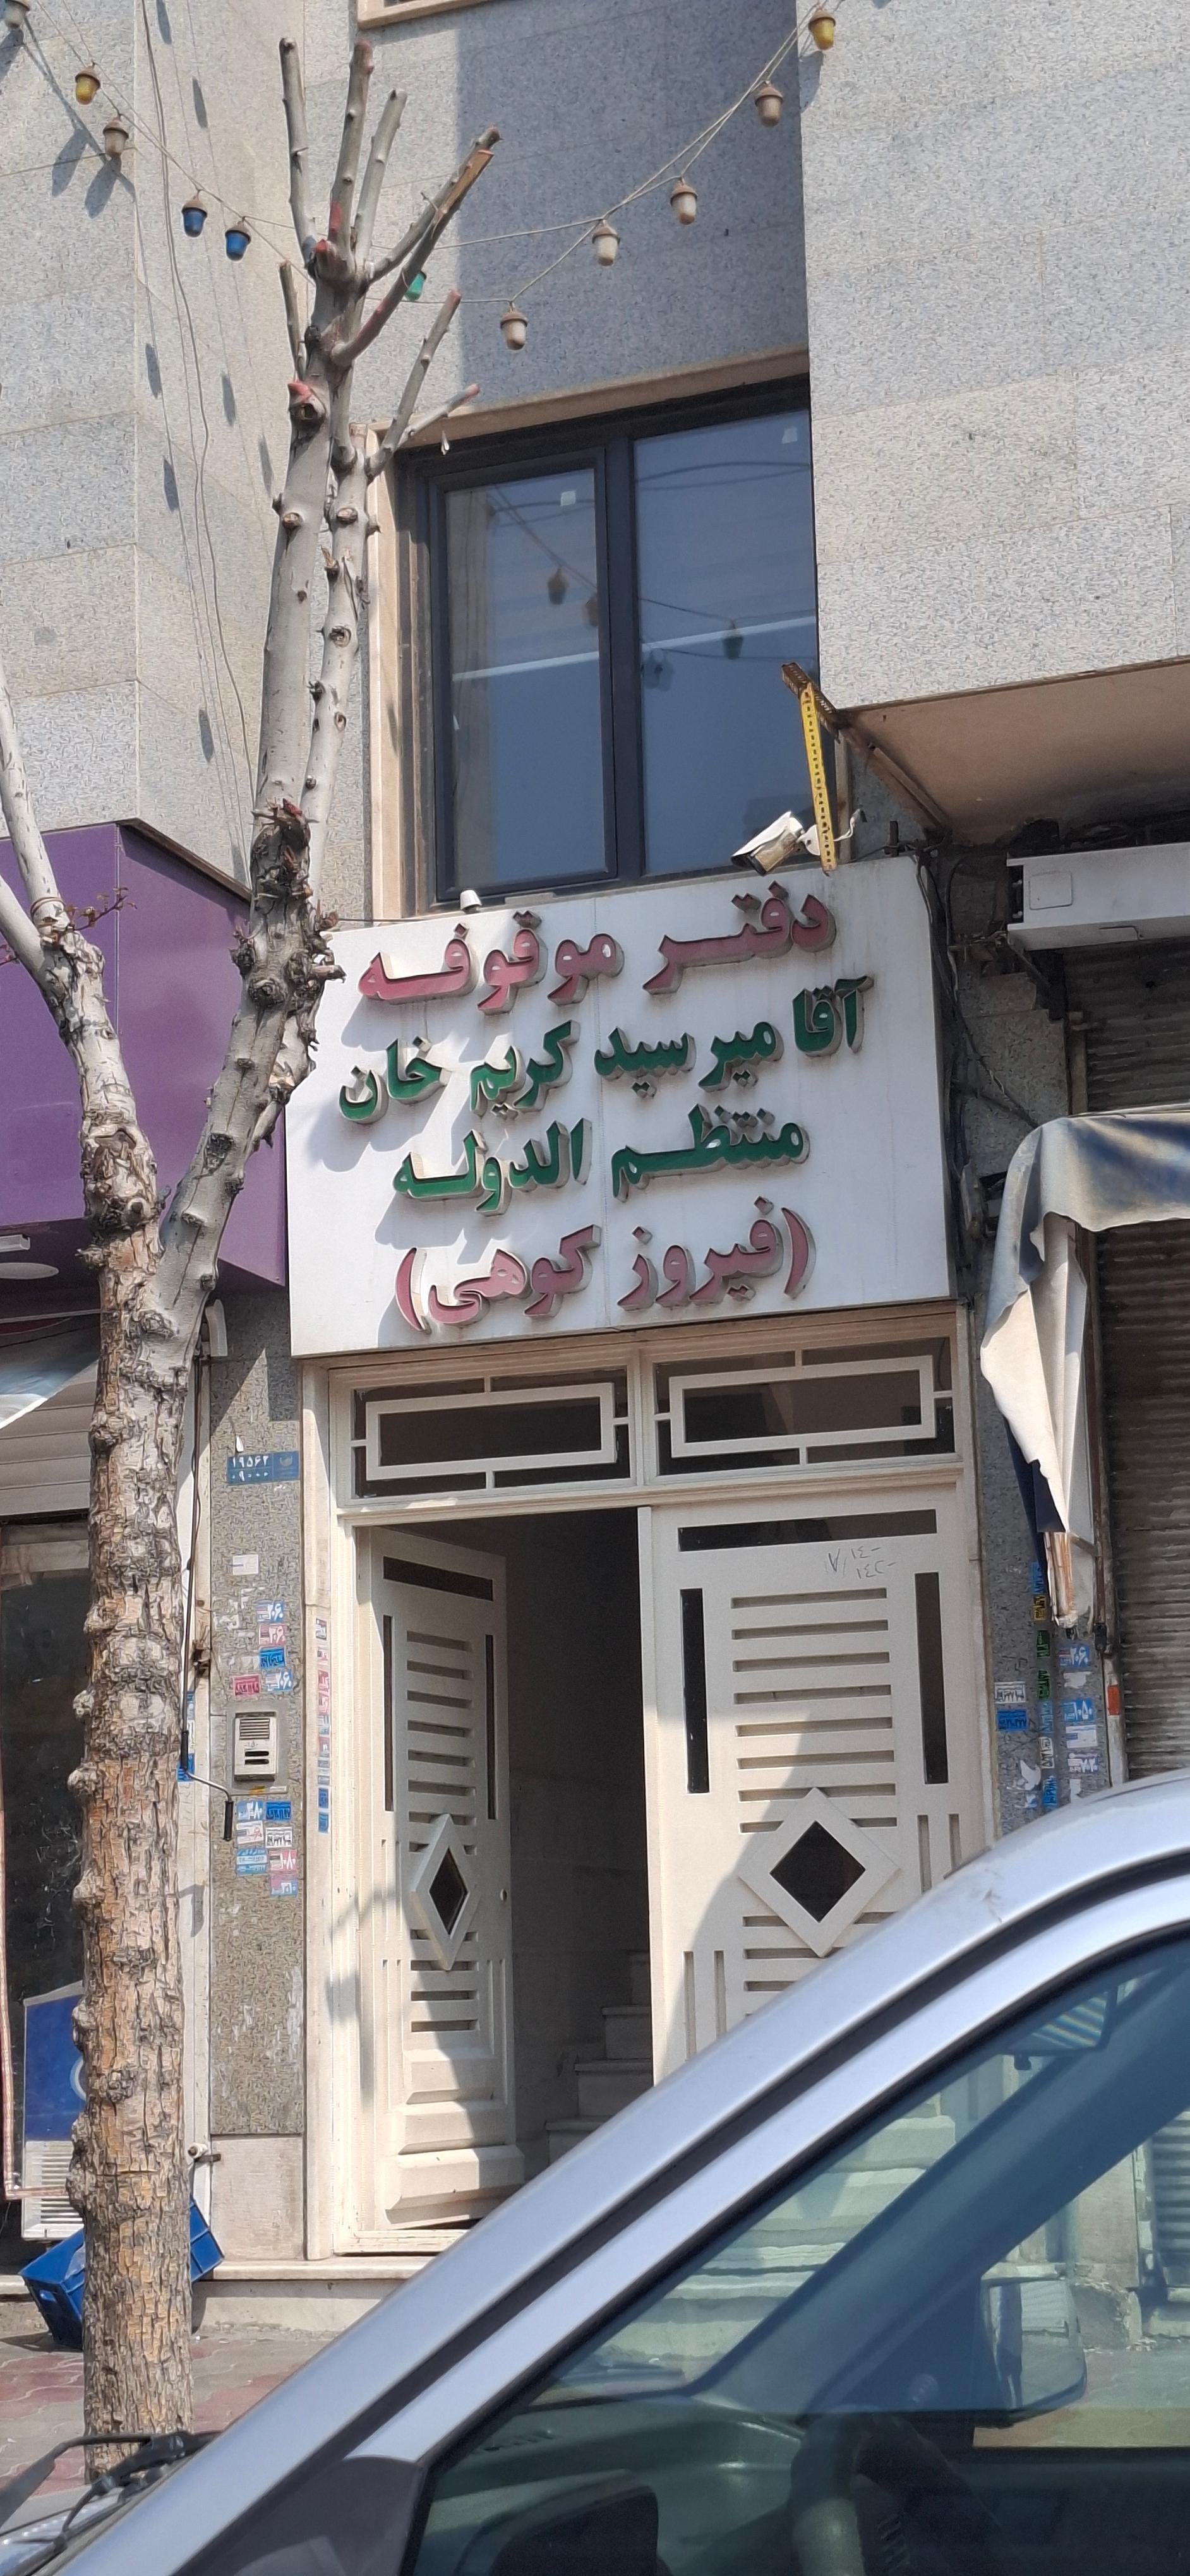 دفتر موقوفه
آقا میر سید کریم خان
منتظم الدوله
(فیروز کوهی)